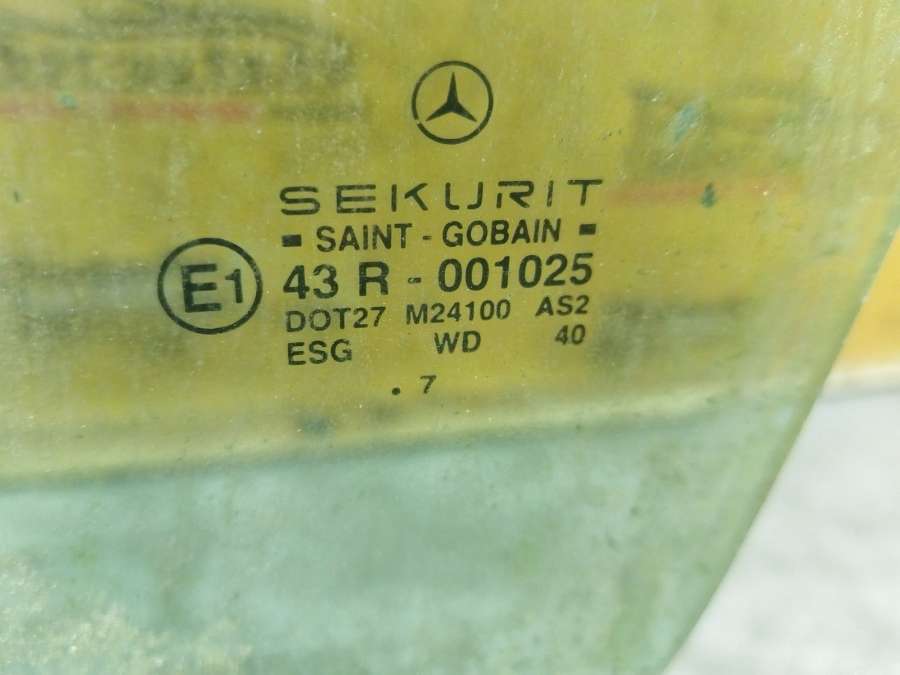 SEKURIT
SAINT - GOBAIN
E1
43 R - 001025
DOT27 M24100 AS2
ESG WD 40
. 7